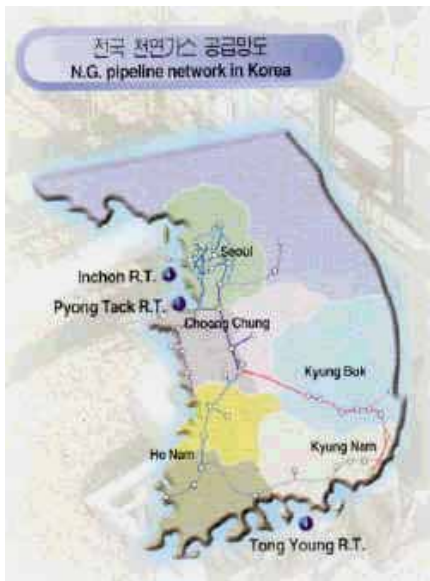 전국 천연가스 공급망도
N.G. pipeline network in Korea
Seoul
Inchon R.T.
Pyong Tack R.T.
Choong Chung
Kyung Buk
Kyung Nam
Ho Nam
Tong Young R.T.